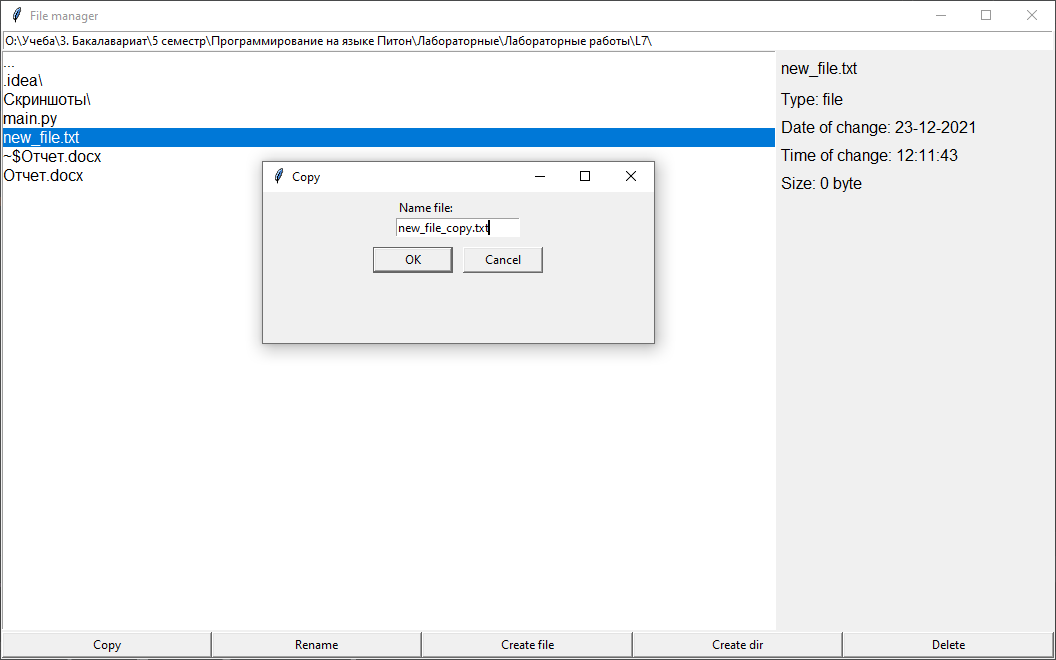 File manager
O:\Учеба\3. Бакалавариат\5 семестр\Программирование на языке Питон\Лабораторные\Лабораторные работы\L7\
...
.idea\
Скриншоты\
main.py
new_file.txt
~$Отчет.docx
Отчет.docx
new_file.txt
Type: file
Date of change: 23-12-2021
Time of change: 12:11:43
Size: 0 byte
Copy
Name file:
new_file_copy.txt
OK Cancel
Copy Rename Create file Create dir Delete